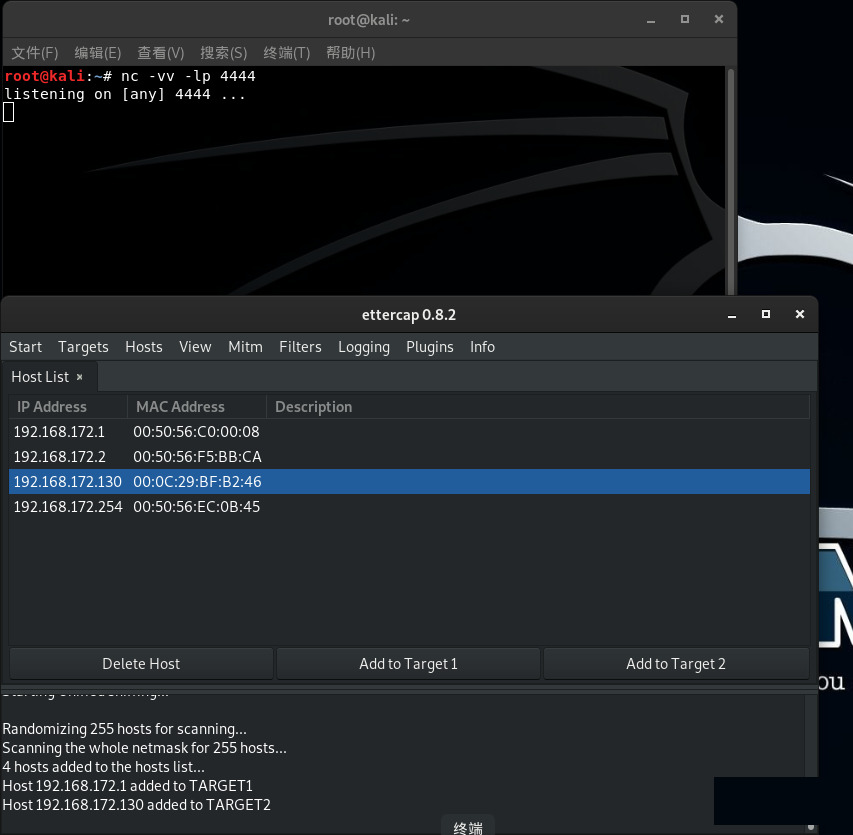 root@kali: ~
文件(F) 编辑(E) 查看(V) 搜索(S) 终端(T) 帮助(H)
root@kali:~# nc -vv -lp 4444
listening on [any] 4444 ...
ettercap 0.8.2
Start Targets Hosts View Mitm Filters Logging Plugins Info
Host List ×
IP Address MAC Address Description
192.168.172.1 00:50:56:C0:00:08
192.168.172.2 00:50:56:F5:BB:CA
192.168.172.130 00:0C:29:BF:B2:46
192.168.172.254 00:50:56:EC:0B:45
Delete Host Add to Target 1 Add to Target 2
ou
Randomizing 255 hosts for scanning...
Scanning the whole netmask for 255 hosts...
4 hosts added to the hosts list...
Host 192.168.172.1 added to TARGET1
Host 192.168.172.130 added to TARGET2
终端